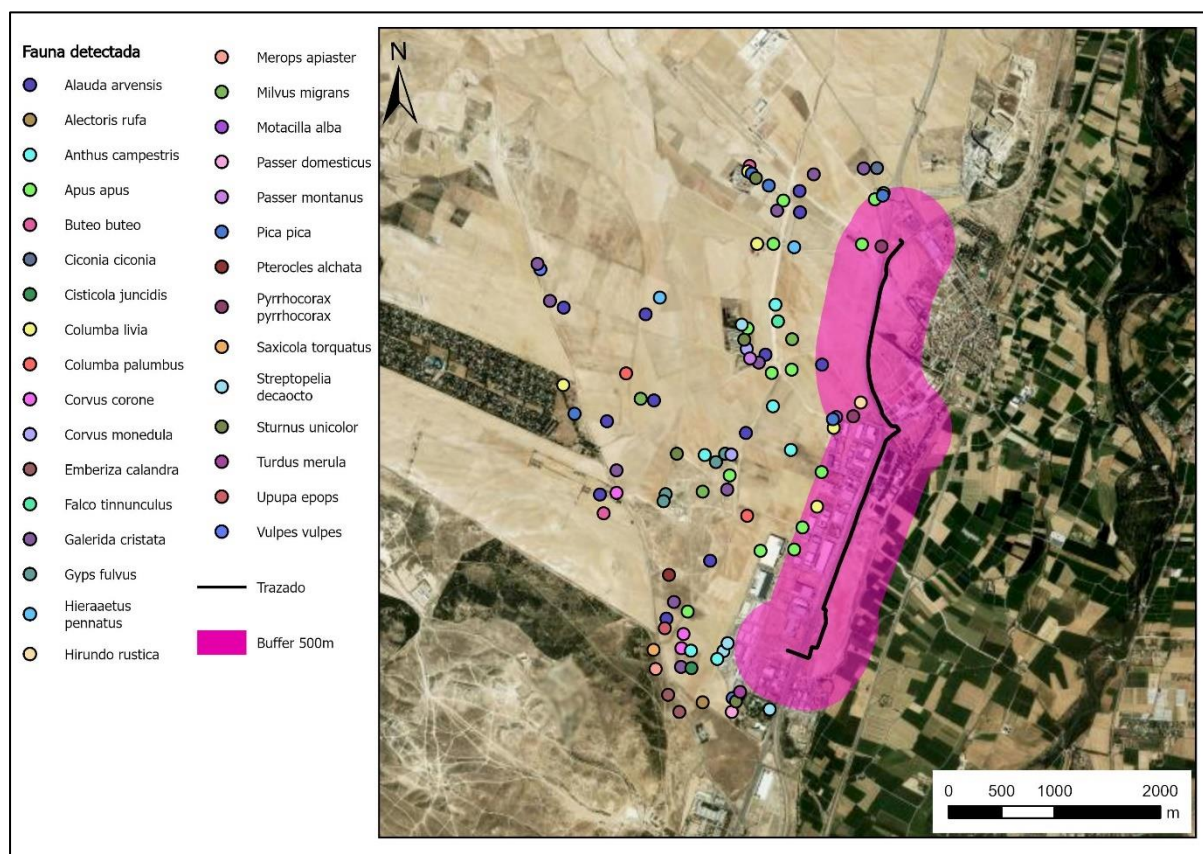 Fauna detectada
Alauda arvensis
Alectoris rufa
Anthus campestris
Apus apus
Buteo buteo
Ciconia ciconia
Cisticola juncidis
Columba livia
Columba palumbus
Corvus corone
Corvus monedula
Emberiza calandra
Falco tinnunculus
Galerida cristata
Gyps fulvus
Hieraaetus
pennatus
Hirundo rustica
Merops apiaster
Milvus migrans
Motacilla alba
Passer domesticus
Passer montanus
Pica pica
Pterocles alchata
Pyrrhocorax
pyrrhocorax
Saxicola torquatus
Streptopelia
decaocto
Sturnus unicolor
Turdus merula
Upupa epops
Vulpes vulpes
Trazado
Buffer 500m
N
0 500 1000 2000
m